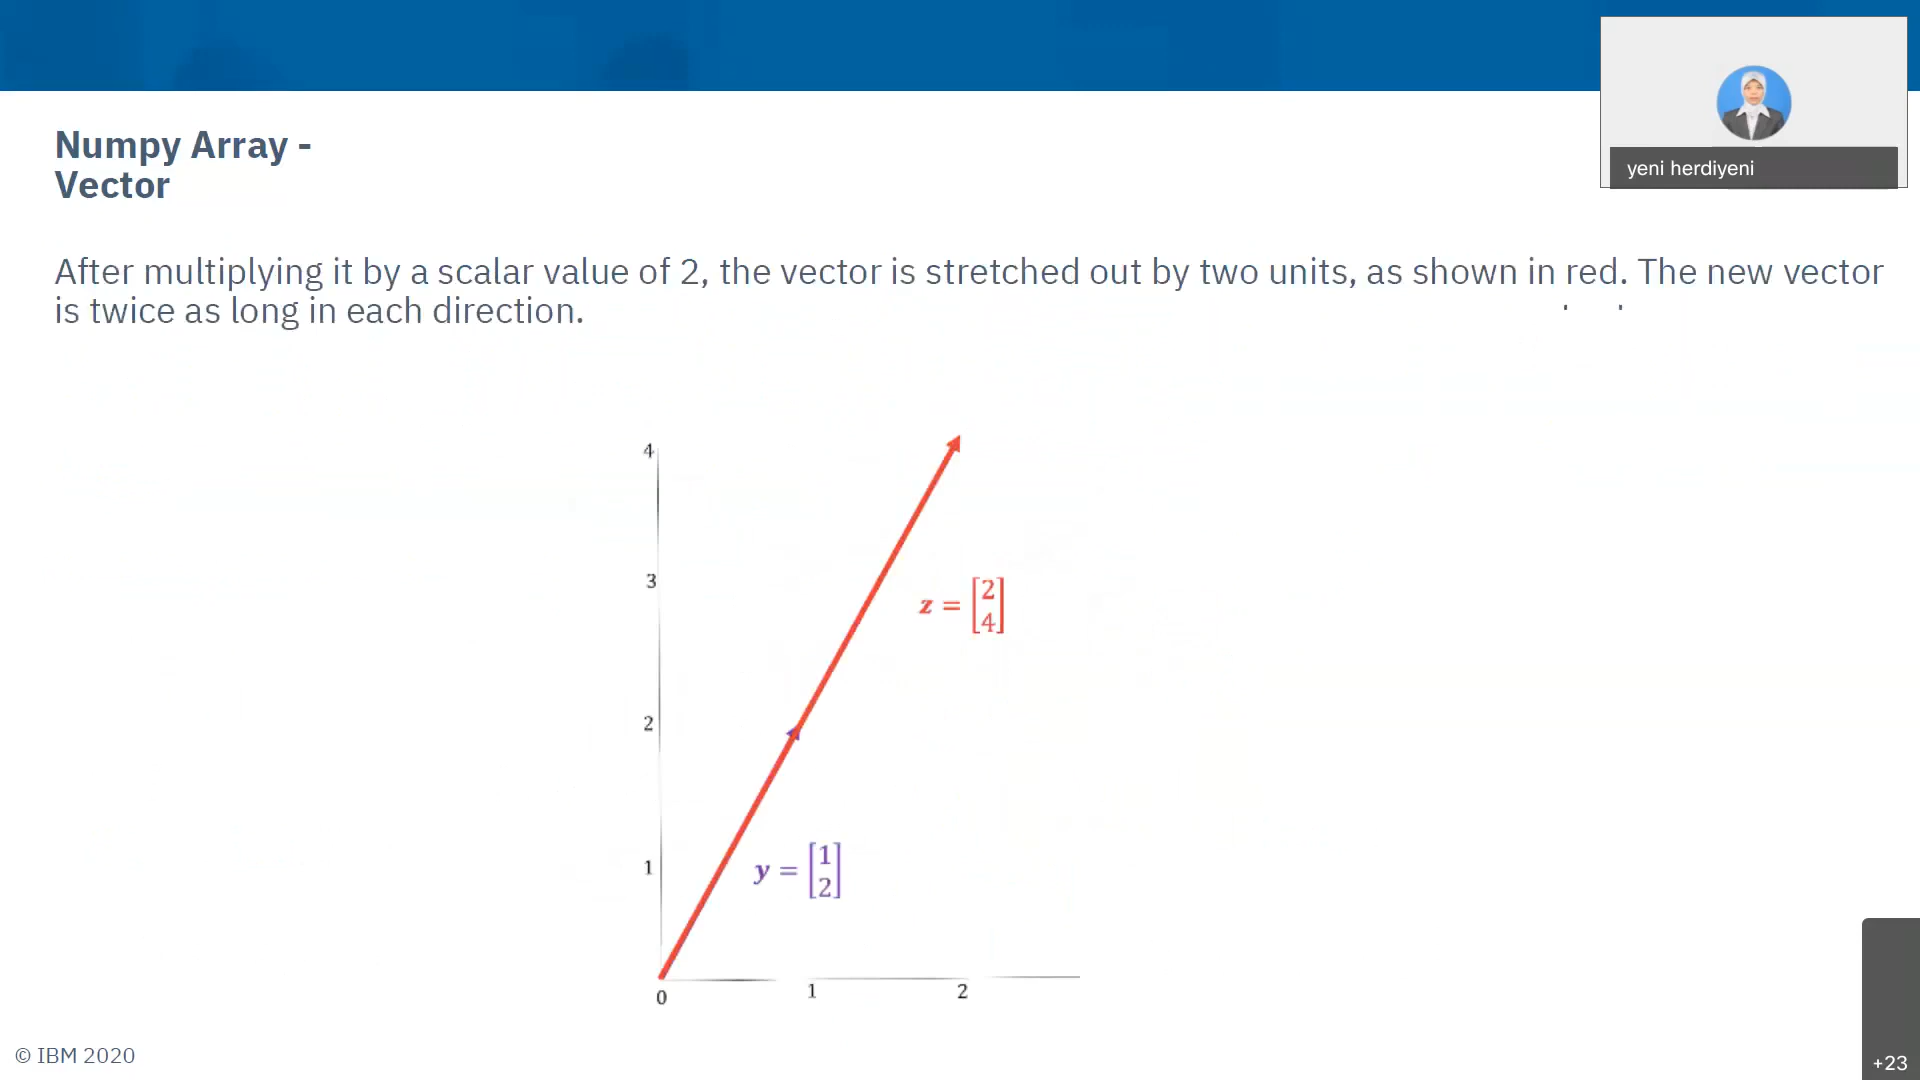 Numpy Array -
Vector
yeni herdiyeni
After multiplying it by a scalar value of 2, the vector is stretched out by two units, as shown in red. The new vector
is twice as long in each direction.
4
3
z = [2 4]
2
1
y = [1 2]
0
1
2
© IBM 2020
+23